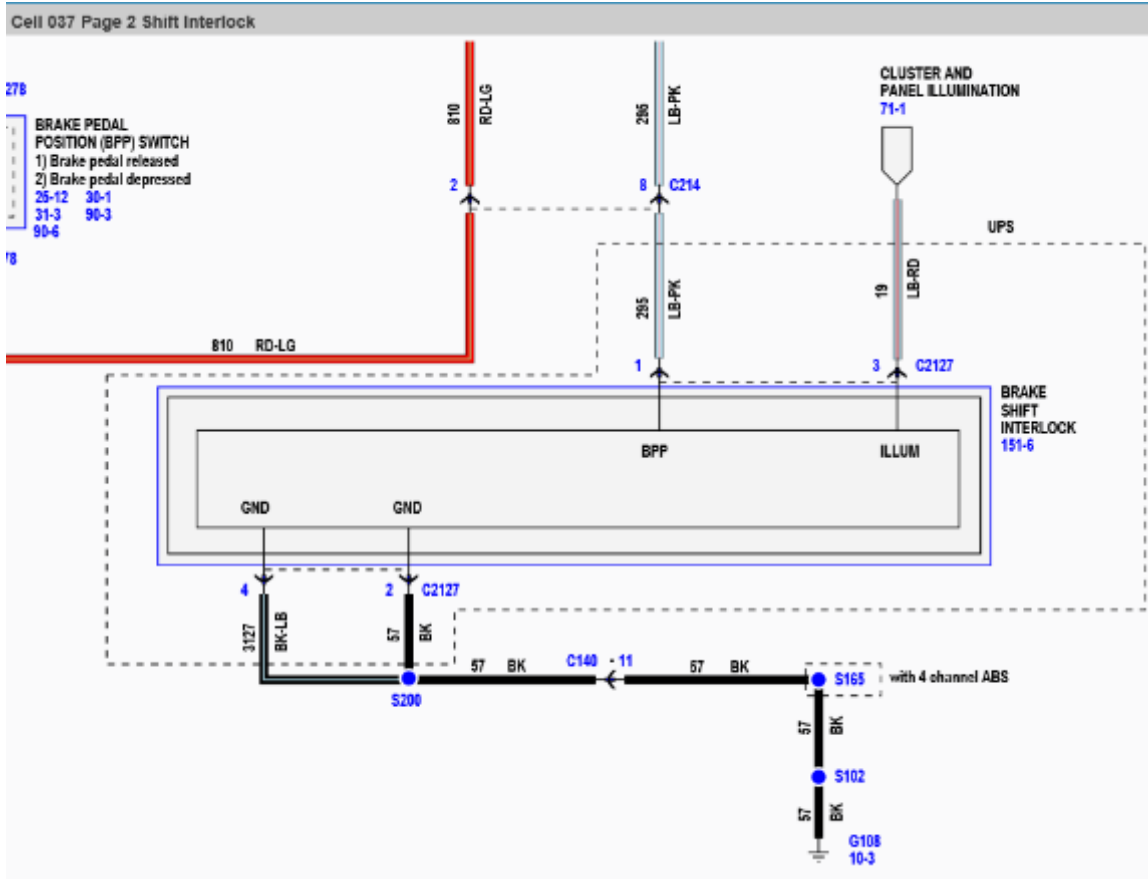 Cell 037 Page 2 Shift Interlock
278
BRAKE PEDAL
POSITION (BPP) SWITCH
1) Brake pedal released
2) Brake pedal depressed
25-12 30-1
31-3 90-3
90-6
78
810
RD-LG
295
LB-PK
CLUSTER AND
PANEL ILLUMINATION
71-1
2
8
C214
UPS
295
LB-PK
19
LB-RD
810 RD-LG
1
3
C2127
BRAKE
SHIFT
INTERLOCK
151-6
BPP
ILLUM
GND
GND
4
2
C2127
3127
BK-LB
57
BK
S200
57 BK
C140 - 11
57 BK
S165
with 4 channel ABS
57
BK
S102
57
BK
G108
10-3